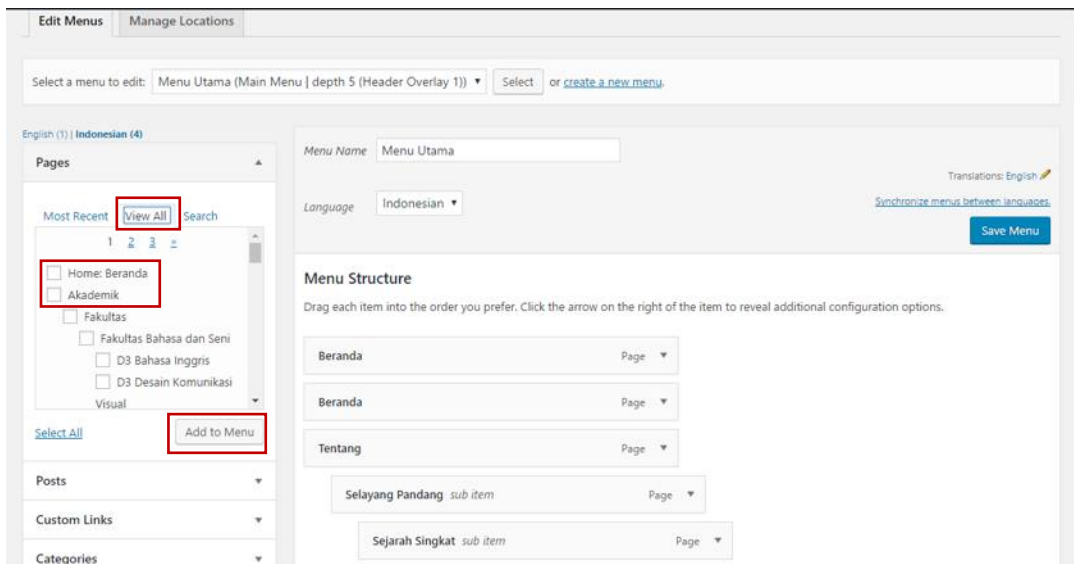 Edit Menus Manage Locations
Select a menu to edit: Menu Utama (Main Menu | depth 5 (Header Overlay 1)) Select or create a new menu.
English (1) | Indonesian (4)
Pages
Most Recent View All Search
1 2 3 »
Home: Beranda
Akademik
Fakultas
Fakultas Bahasa dan Seni
D3 Bahasa Inggris
D3 Desain Komunikasi
Visual
Select All Add to Menu
Posts
Custom Links
Categories
Menu Name Menu Utama
Translations: English
Language Indonesian
Synchronize menus between languages.
Save Menu
Menu Structure
Drag each item into the order you prefer. Click the arrow on the right of the item to reveal additional configuration options.
Beranda Page
Beranda Page
Tentang Page
Selayang Pandang sub item Page
Sejarah Singkat sub item Page